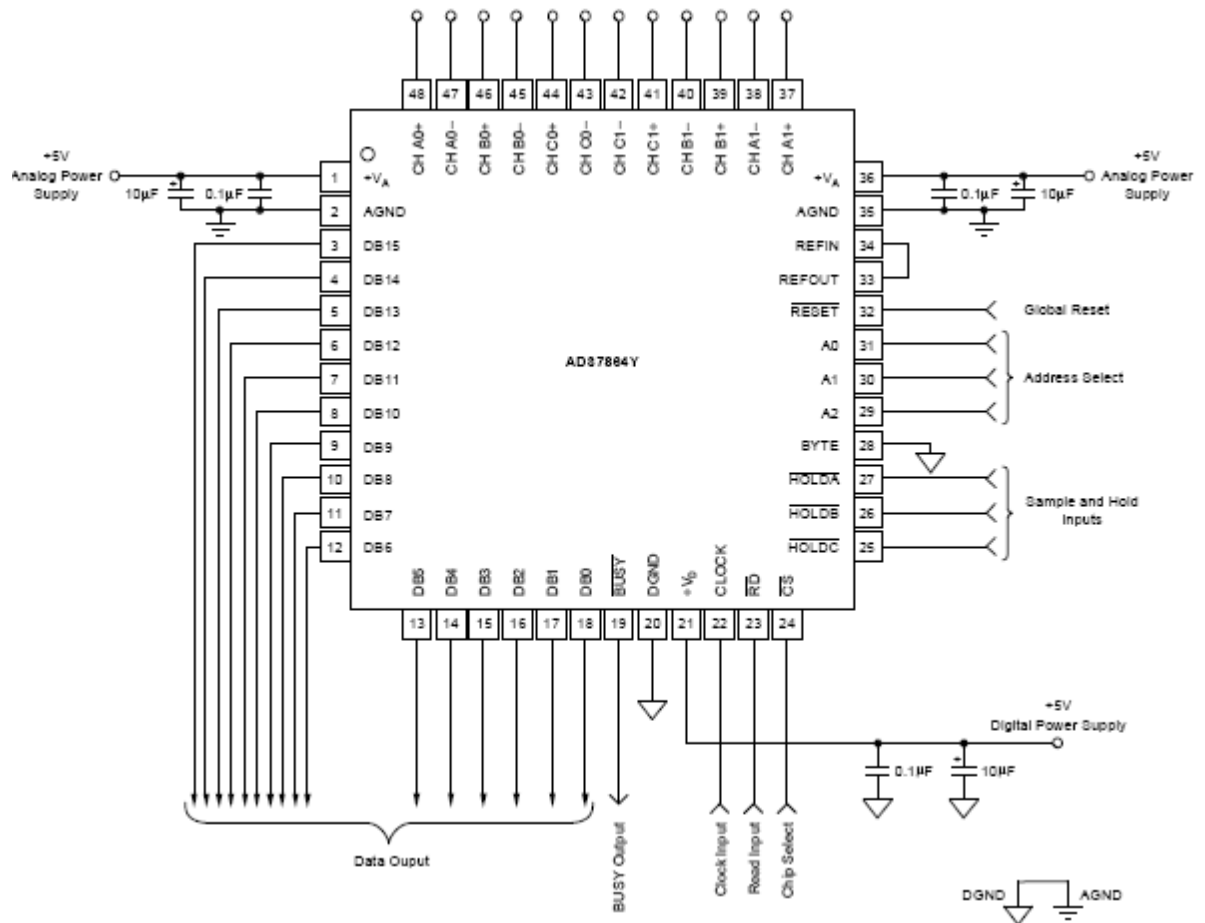 48 47 46 45 44 43 42 41 40 39 38 37
CH A0+ CH A0– CH B0+ CH B0– CH C0+ CH C0– CH C1– CH C1+ CH B1– CH B1+ CH A1– CH A1+
+5V
Analog Power
Supply
10µF
+
0.1µF
1 +VA
2 AGND
3 DB15
4 DB14
5 DB13
6 DB12
7 DB11
8 DB10
9 DB9
10 DB8
11 DB7
12 DB6
ADS7864Y
+VA 36
AGND 35
REFIN 34
REFOUT 33
RESET 32
A0 31
A1 30
A2 29
BYTE 28
HOLDA 27
HOLDB 26
HOLDC 25
0.1µF
+
10µF
+5V
Analog Power
Supply
Global Reset
Address Select
Sample and Hold
Inputs
DB5 DB4 DB3 DB2 DB1 DB0 BUSY DGND +VD CLOCK RD CS
13 14 15 16 17 18 19 20 21 22 23 24
+5V
Digital Power Supply
0.1µF
+
10µF
Data Ouput
BUSY Output
Clock Input
Read Input
Chip Select
DGND AGND